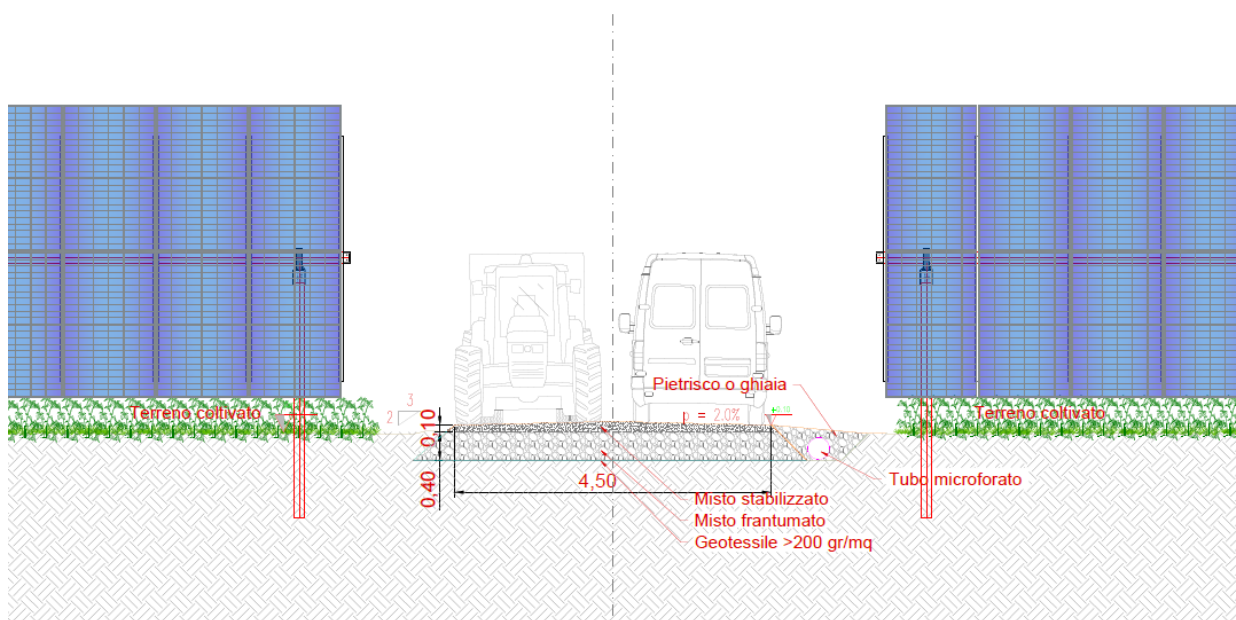 Pietrisco o ghiaia
Terreno coltivato
3
2
p = 2.0%
Terreno coltivato
0,10
0,40
4,50
Tubo microforato
Misto stabilizzato
Misto frantumato
Geotessile >200 gr/mq